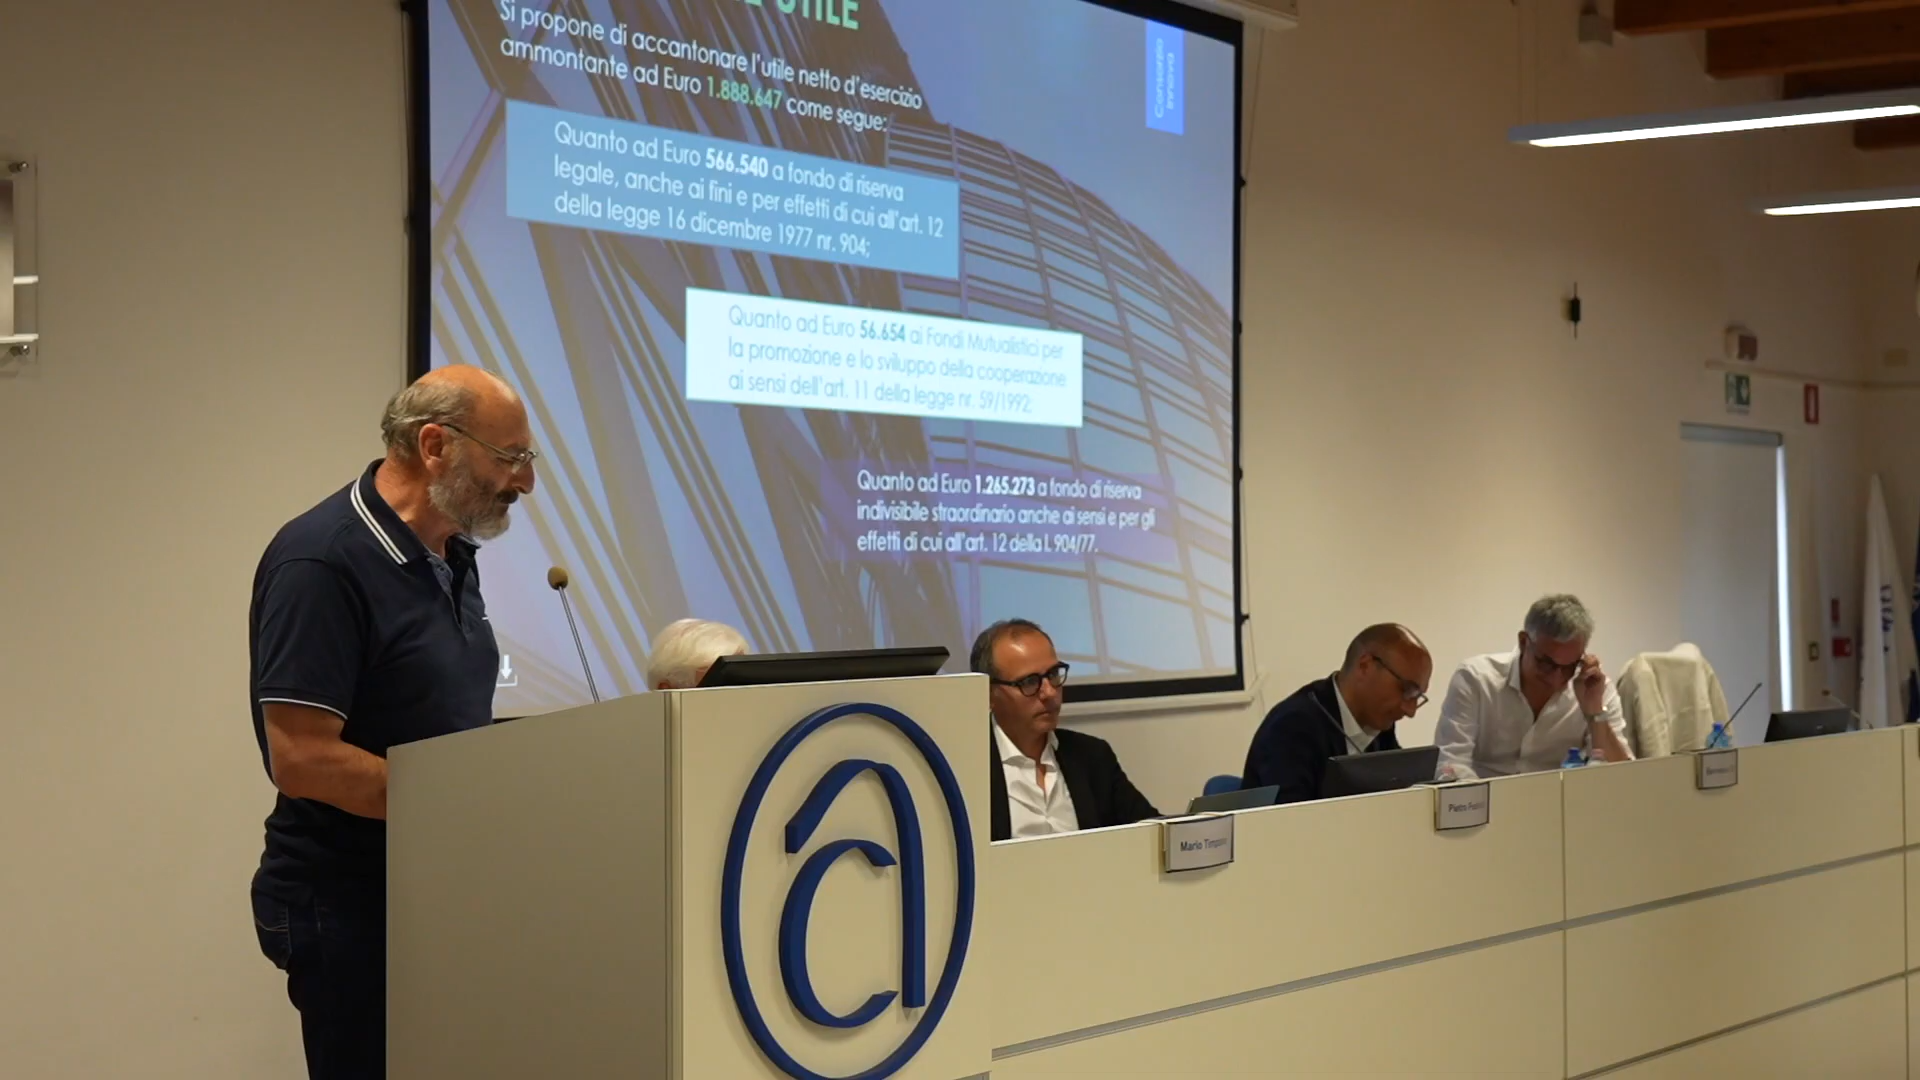 UTILE
Si propone di accantonare l'utile netto d'esercizio
ammontante ad Euro 1.888.647 come segue:
Consorzio
Innova
Quanto ad Euro 566.540 a fondo di riserva
legale, anche ai fini e per effetti di cui all'art. 12
della legge 16 dicembre 1977 nr. 904;
Quanto ad Euro 56.654 ai Fondi Mutualistici per
la promozione e lo sviluppo della cooperazione
ai sensi dell'art. 11 della legge nr. 59/1992;
Quanto ad Euro 1.265.273 a fondo di riserva
indivisibile straordinario anche ai sensi e per gli
effetti di cui all'art. 12 della L 904/77.
Mario
Pietro